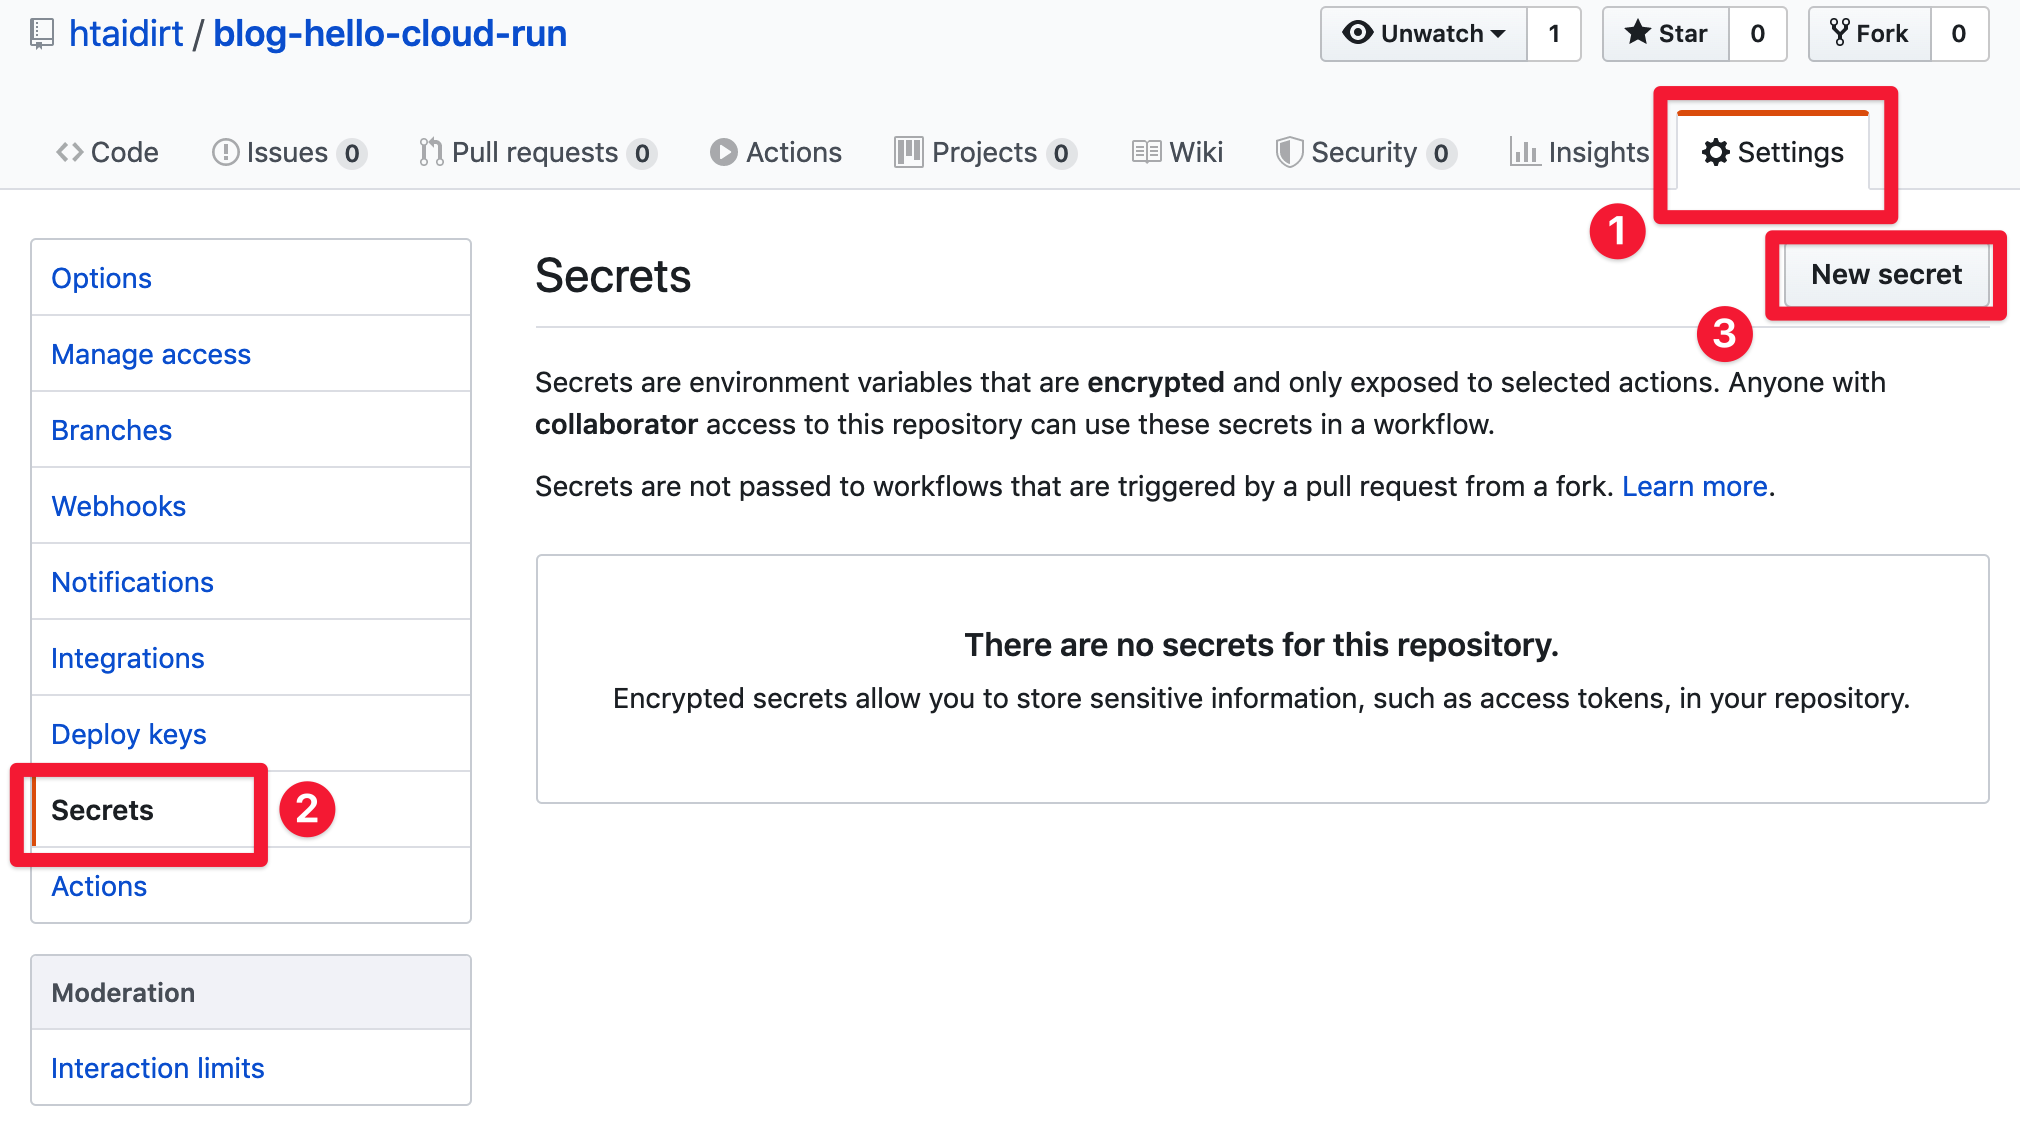 htaidirt / blog-hello-cloud-run
Unwatch 1
Star 0
Fork 0
Code
Issues 0
Pull requests 0
Actions
Projects 0
Wiki
Security 0
Insights
Settings
1
Options
Manage access
Branches
Webhooks
Notifications
Integrations
Deploy keys
Secrets
2
Actions
Moderation
Interaction limits
Secrets
New secret
3
Secrets are environment variables that are encrypted and only exposed to selected actions. Anyone with
collaborator access to this repository can use these secrets in a workflow.
Secrets are not passed to workflows that are triggered by a pull request from a fork. Learn more.
There are no secrets for this repository.
Encrypted secrets allow you to store sensitive information, such as access tokens, in your repository.